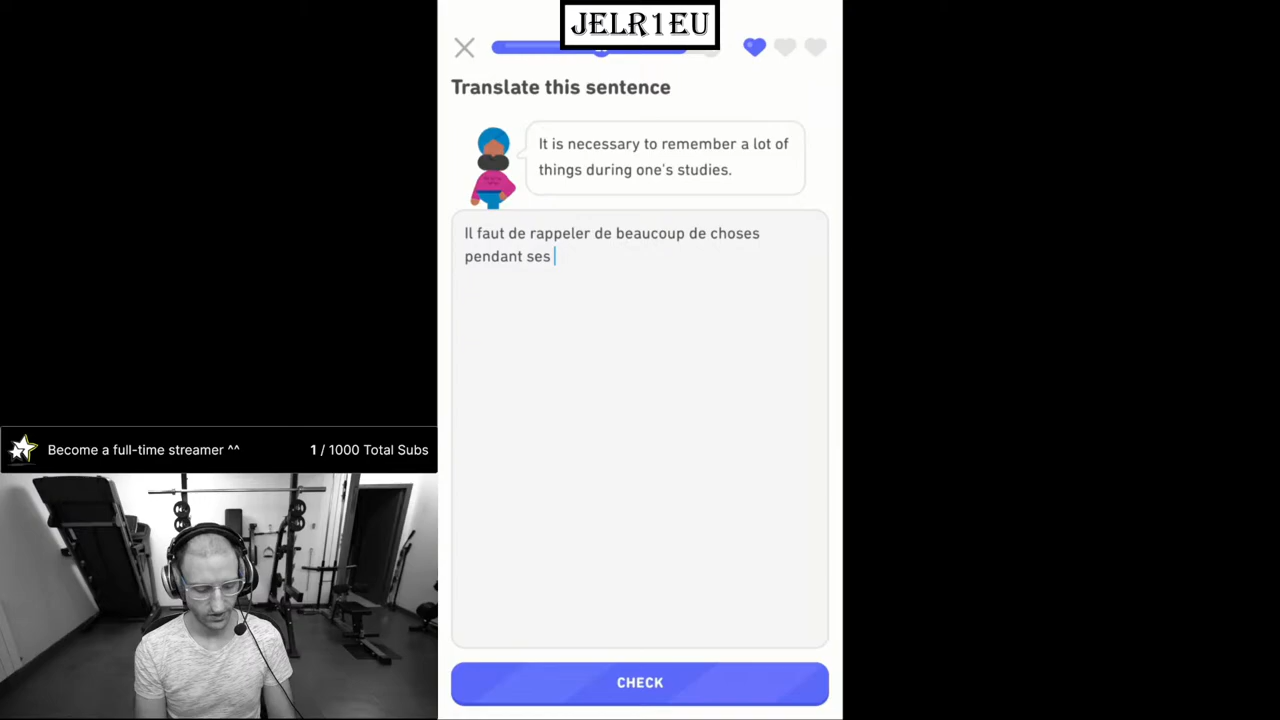 JELR1EU
Translate this sentence
It is necessary to remember a lot of
things during one's studies.
Il faut de rappeler de beaucoup de choses
pendant ses
CHECK
Become a full-time streamer ^^ 1 / 1000 Total Subs